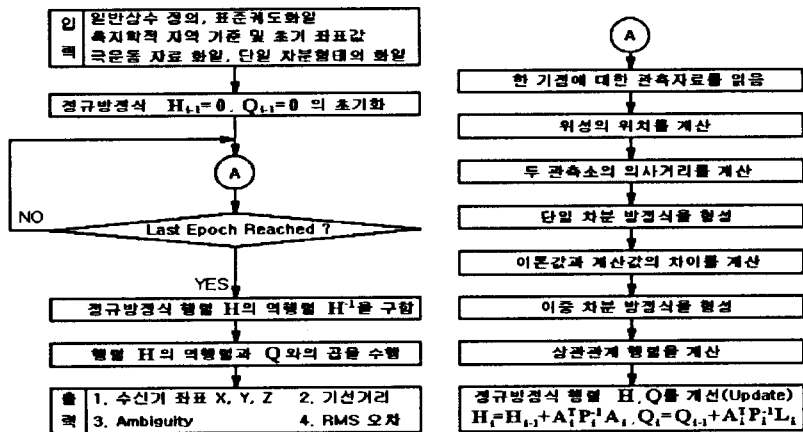 입력
일반상수 정의, 표준궤도화일
측지학적 지역 기준 및 초기 좌표값
극운동 자료 화일, 단일 차분형태의 화일
정규방정식 H_{i-1}=0, Q_{i-1}=0 의 초기화
A
NO
Last Epoch Reached ?
YES
정규방정식 행렬 H의 역행렬 H^{-1}을 구함
행렬 H의 역행렬과 Q와의 곱을 수행
출력
1. 수신기 좌표 X, Y, Z 2. 기선거리
3. Ambiguity 4. RMS 오차
A
한 기점에 대한 관측자료를 읽음
위성의 위치를 계산
두 관측소의 의사거리를 계산
단일 차분 방정식을 형성
이론값과 계산값의 차이를 계산
이중 차분 방정식을 형성
상관관계 행렬을 계산
정규방정식 행렬 H, Q를 계선(Update)
H_i=H_{i-1}+A_i^T P_i^{-1} A_i, Q_i=Q_{i-1}+A_i^T P_i^{-1} L_i